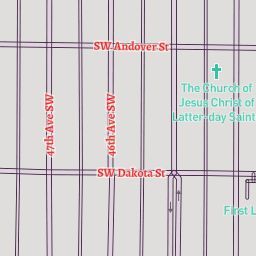 SW Andover St
The Church of
Jesus Christ of
Latter-day Saint
47th Ave SW
46th Ave SW
SW Dakota St
First L